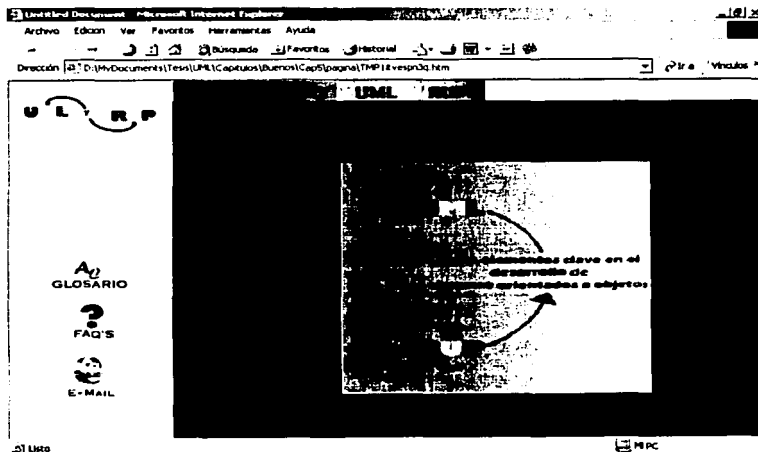 Untitled Document - Microsoft Internet Explorer
Archivo Edición Ver Favoritos Herramientas Ayuda
Búsqueda Favoritos Historial
Dirección D:\MyDocuments\Tesis\UML\Capitulos\Buenos\Cap5\pagina\TMP1itvespn3q.htm Ir a Vínculos »
U L Y R P
UML
elementos clave en el
desarrollo de
orientados a objetos
GLOSARIO
?
FAQ'S
E-MAIL
Listo MI PC